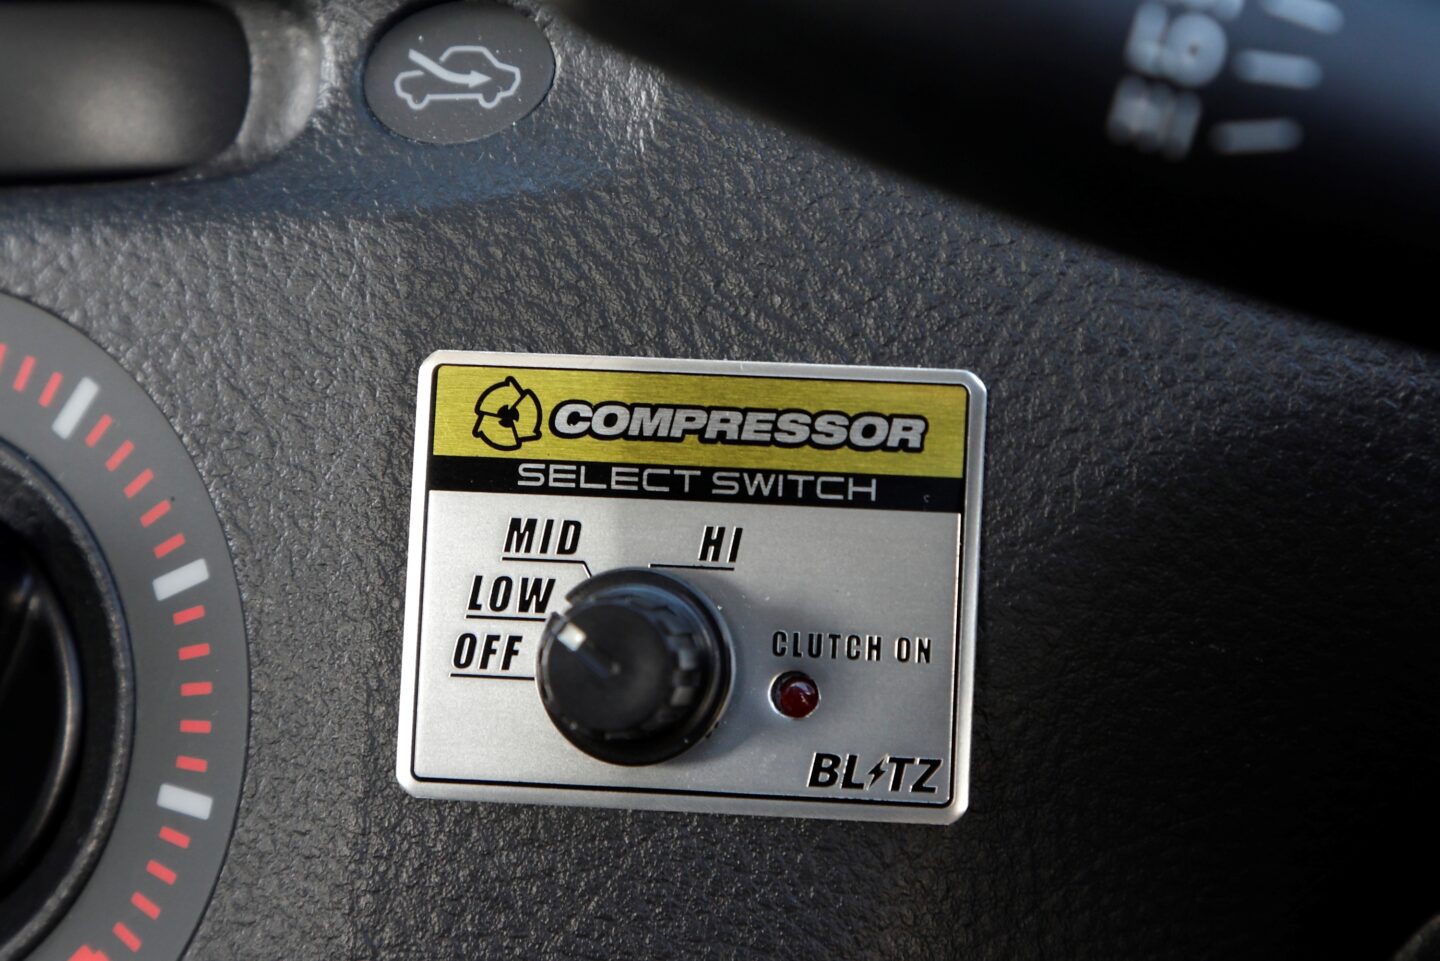 COMPRESSOR
SELECT SWITCH
MID
HI
LOW
OFF
CLUTCH ON
BLITZ